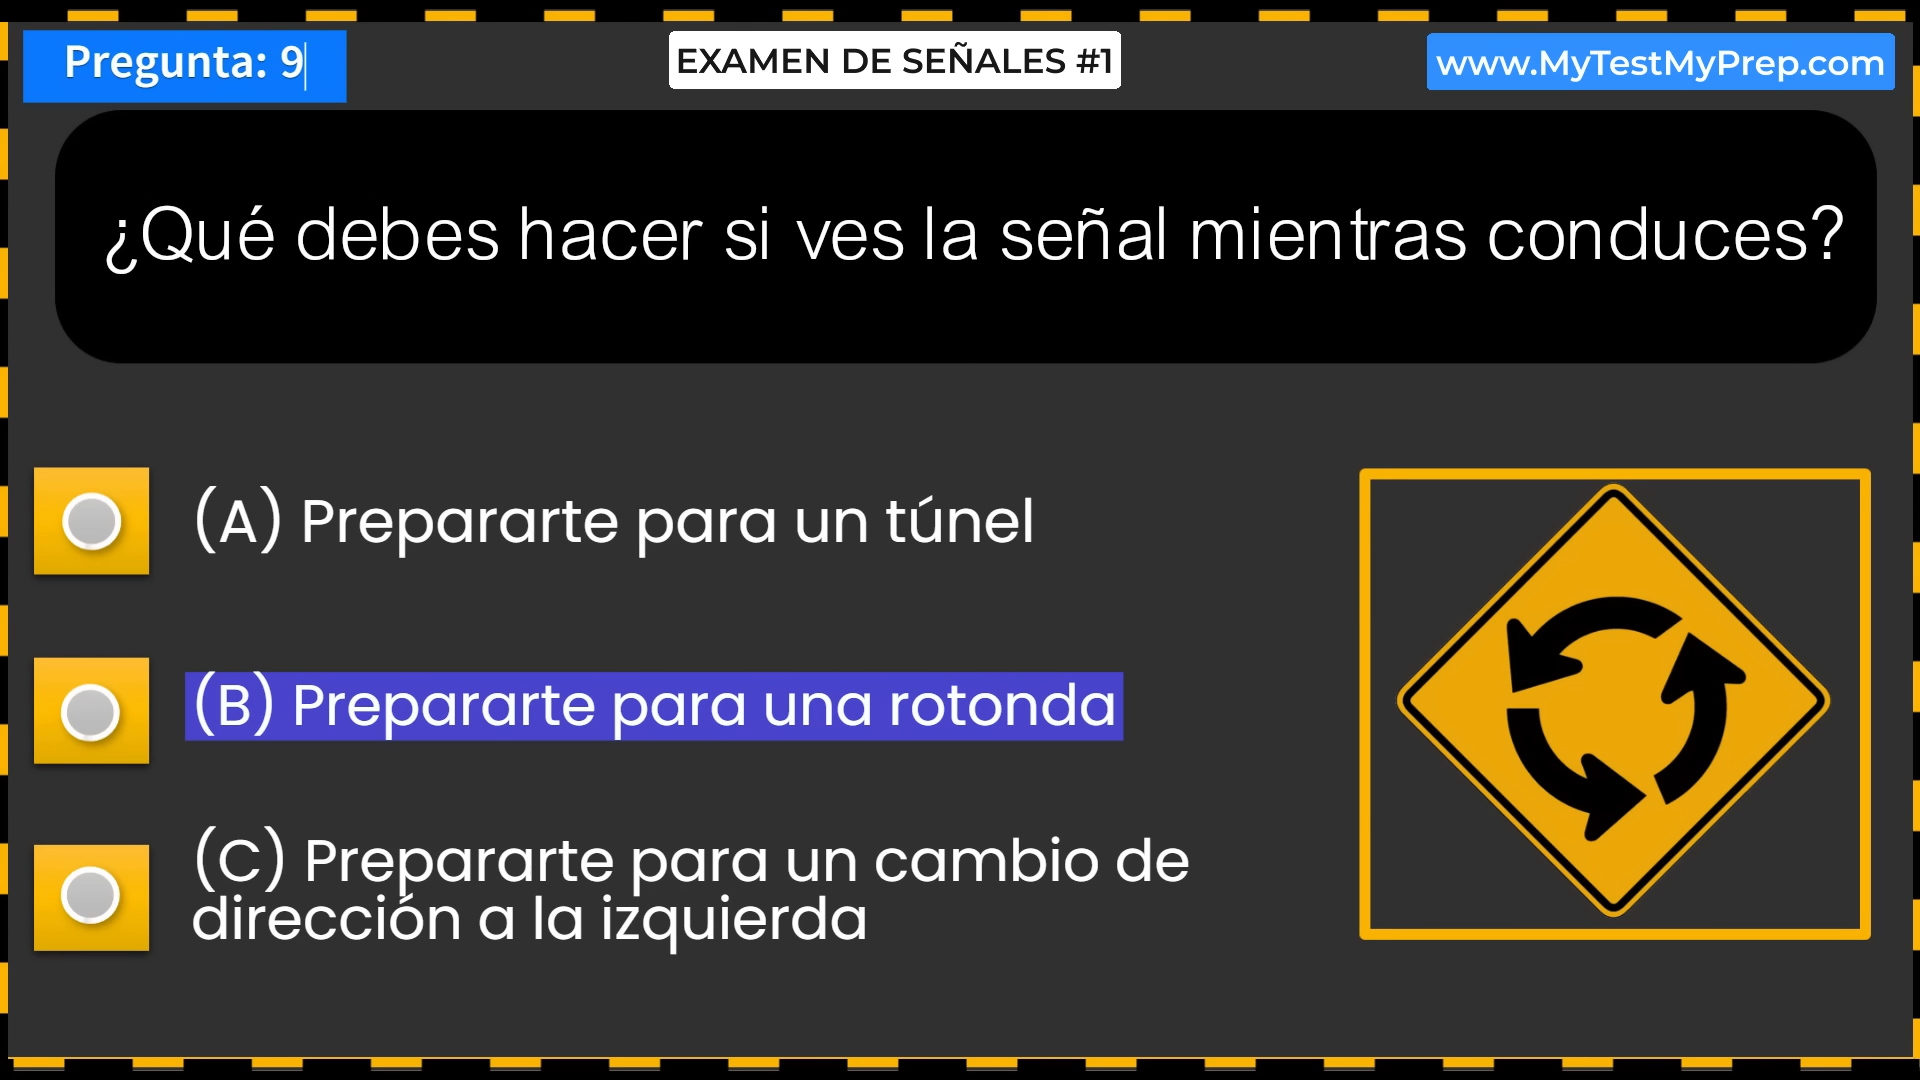 Pregunta: 9
EXAMEN DE SEÑALES #1
www.MyTestMyPrep.com
¿Qué debes hacer si ves la señal mientras conduces?
(A) Prepararte para un túnel
(B) Prepararte para una rotonda
(C) Prepararte para un cambio de
dirección a la izquierda